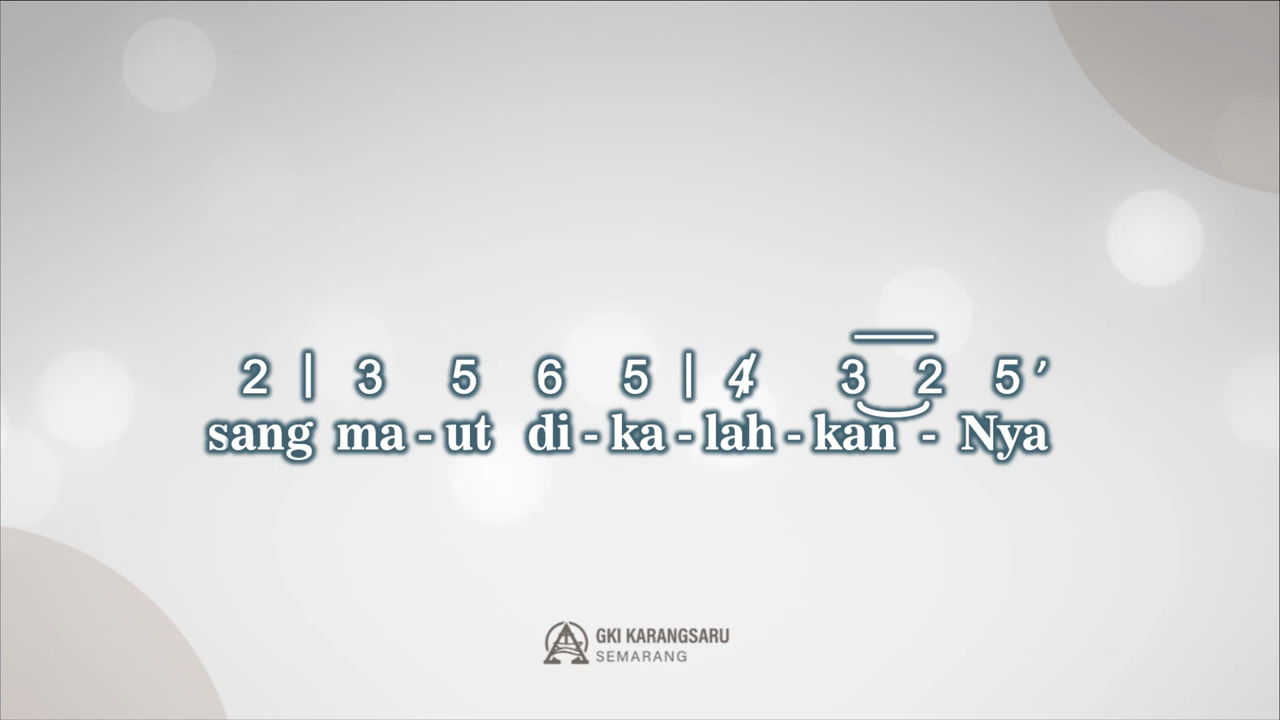 2 | 3 5 6 5 | 4̸ 3 2 5 ’
sang ma - ut di - ka - lah - kan - Nya
GKI KARANGSARU
SEMARANG